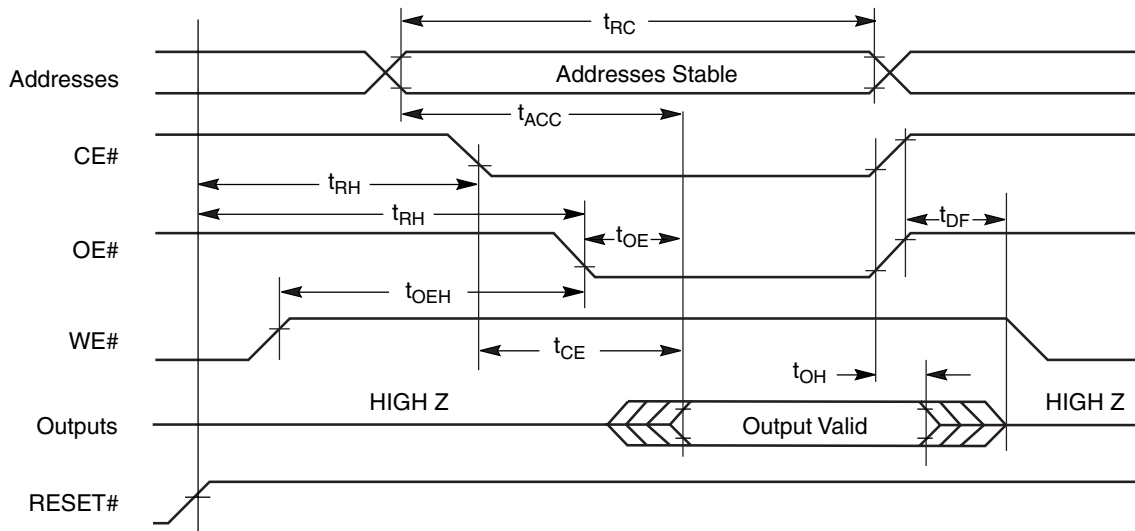 tRC
Addresses
Addresses Stable
tACC
CE#
tRH
tRH
tOE
tDF
OE#
tOEH
WE#
tCE
tOH
HIGH Z
HIGH Z
Outputs
Output Valid
RESET#